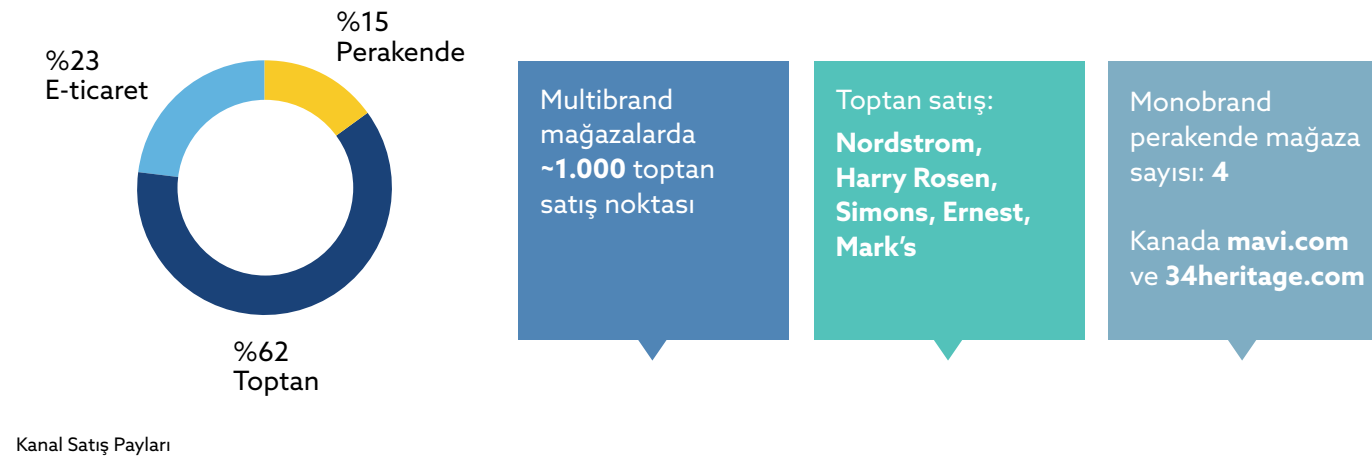 %15
Perakende
%23
E-ticaret
%62
Toptan
Multibrand
mağazalarda
~1.000 toptan
satış noktası
Toptan satış:
Nordstrom,
Harry Rosen,
Simons, Ernest,
Mark’s
Monobrand
perakende mağaza
sayısı: 4
Kanada mavi.com
ve 34heritage.com
Kanal Satış Payları